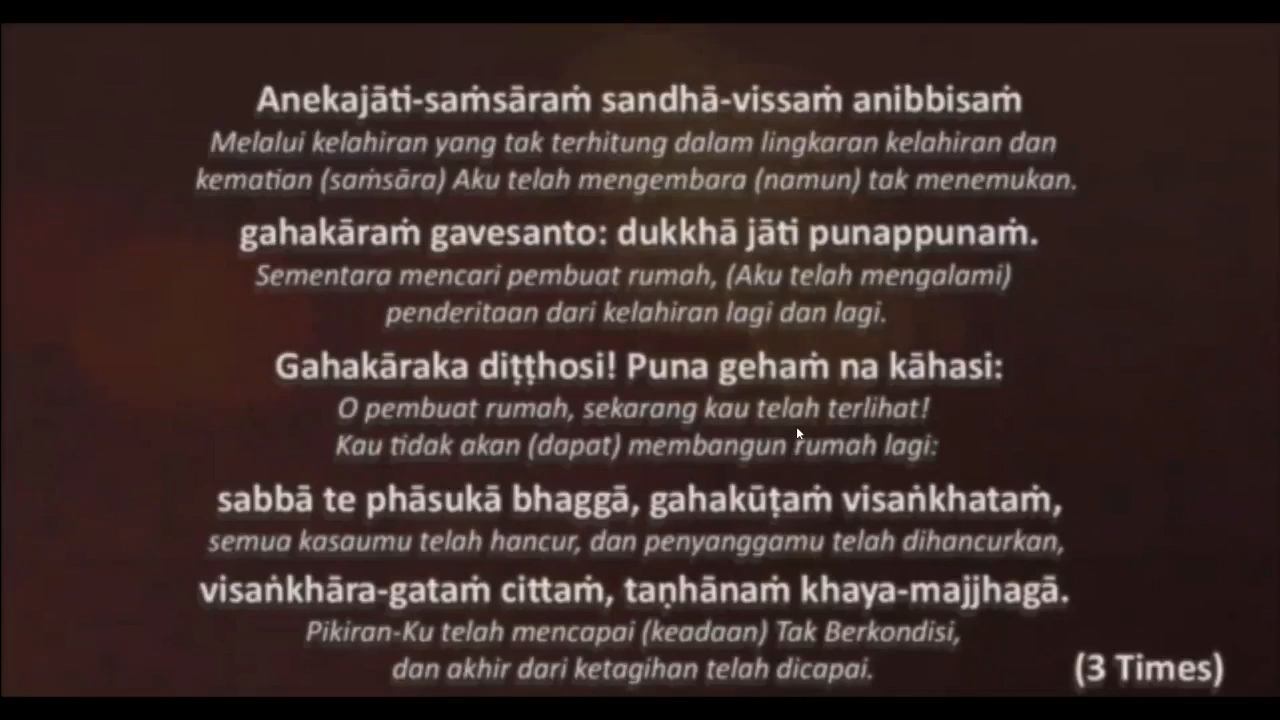 Anekajāti-saṁsāraṁ sandhā-vissaṁ anibbisaṁ
Melalui kelahiran yang tak terhitung dalam lingkaran kelahiran dan
kematian (saṁsāra) Aku telah mengembara (namun) tak menemukan.
gahakāraṁ gavesanto: dukkhā jāti punappunaṁ.
Sementara mencari pembuat rumah, (Aku telah mengalami)
penderitaan dari kelahiran lagi dan lagi.
Gahakāraka diṭṭhosi! Puna gehaṁ na kāhasi:
O pembuat rumah, sekarang kau telah terlihat!
Kau tidak akan (dapat) membangun rumah lagi:
sabbā te phāsukā bhaggā, gahakūṭaṁ visaṅkhataṁ,
semua kasaumu telah hancur, dan penyanggamu telah dihancurkan,
visaṅkhāra-gataṁ cittaṁ, taṇhānaṁ khaya-majjhagā.
Pikiran-Ku telah mencapai (keadaan) Tak Berkondisi,
dan akhir dari ketagihan telah dicapai.
(3 Times)